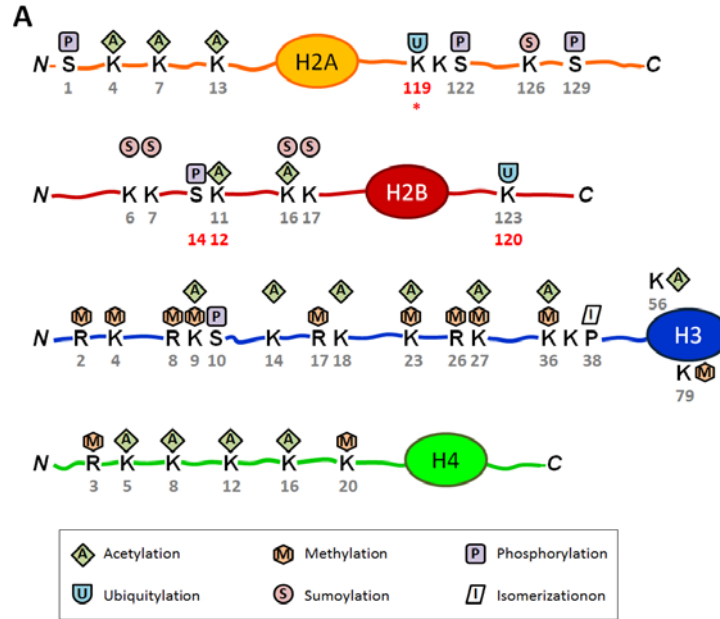 A
P A A A U P S P
N S K K K H2A K K S K S C
1 4 7 13 119 122 126 129
*
S S P A A S S U
N K K S K K K H2B K C
6 7 11 16 17 123
14 12 120
A A A A A A K A
56
M M M M P M M M M M I
N R K R K S K R K K R K K K P H3
2 4 8 9 10 14 17 18 23 26 27 36 38
K M
79
M A A A A M
N R K K K K K H4 C
3 5 8 12 16 20
A Acetylation M Methylation P Phosphorylation
U Ubiquitylation S Sumoylation I Isomerizationon